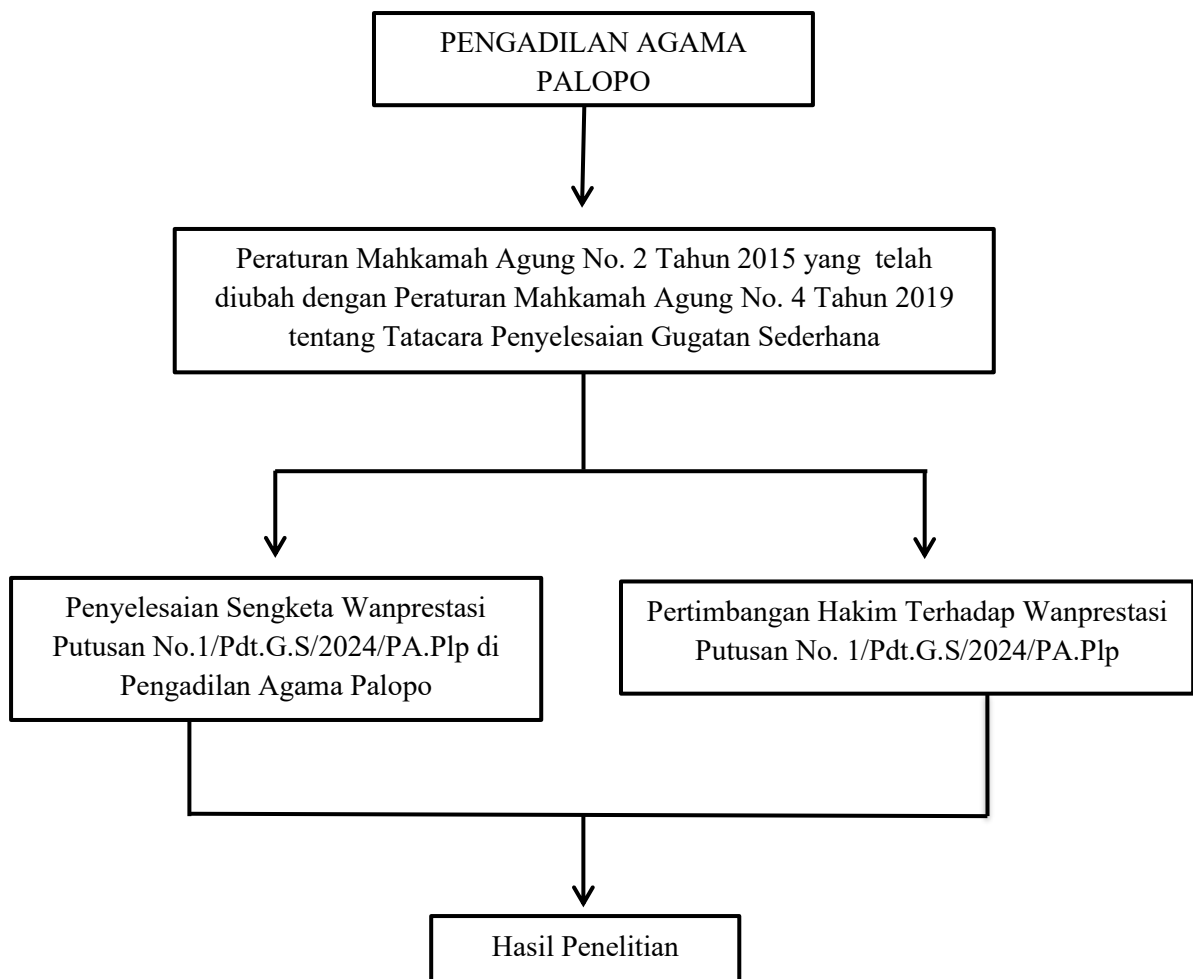 PENGADILAN AGAMA
PALOPO
Peraturan Mahkamah Agung No. 2 Tahun 2015 yang telah
diubah dengan Peraturan Mahkamah Agung No. 4 Tahun 2019
tentang Tatacara Penyelesaian Gugatan Sederhana
Penyelesaian Sengketa Wanprestasi
Putusan No.1/Pdt.G.S/2024/PA.Plp di
Pengadilan Agama Palopo
Pertimbangan Hakim Terhadap Wanprestasi
Putusan No. 1/Pdt.G.S/2024/PA.Plp
Hasil Penelitian